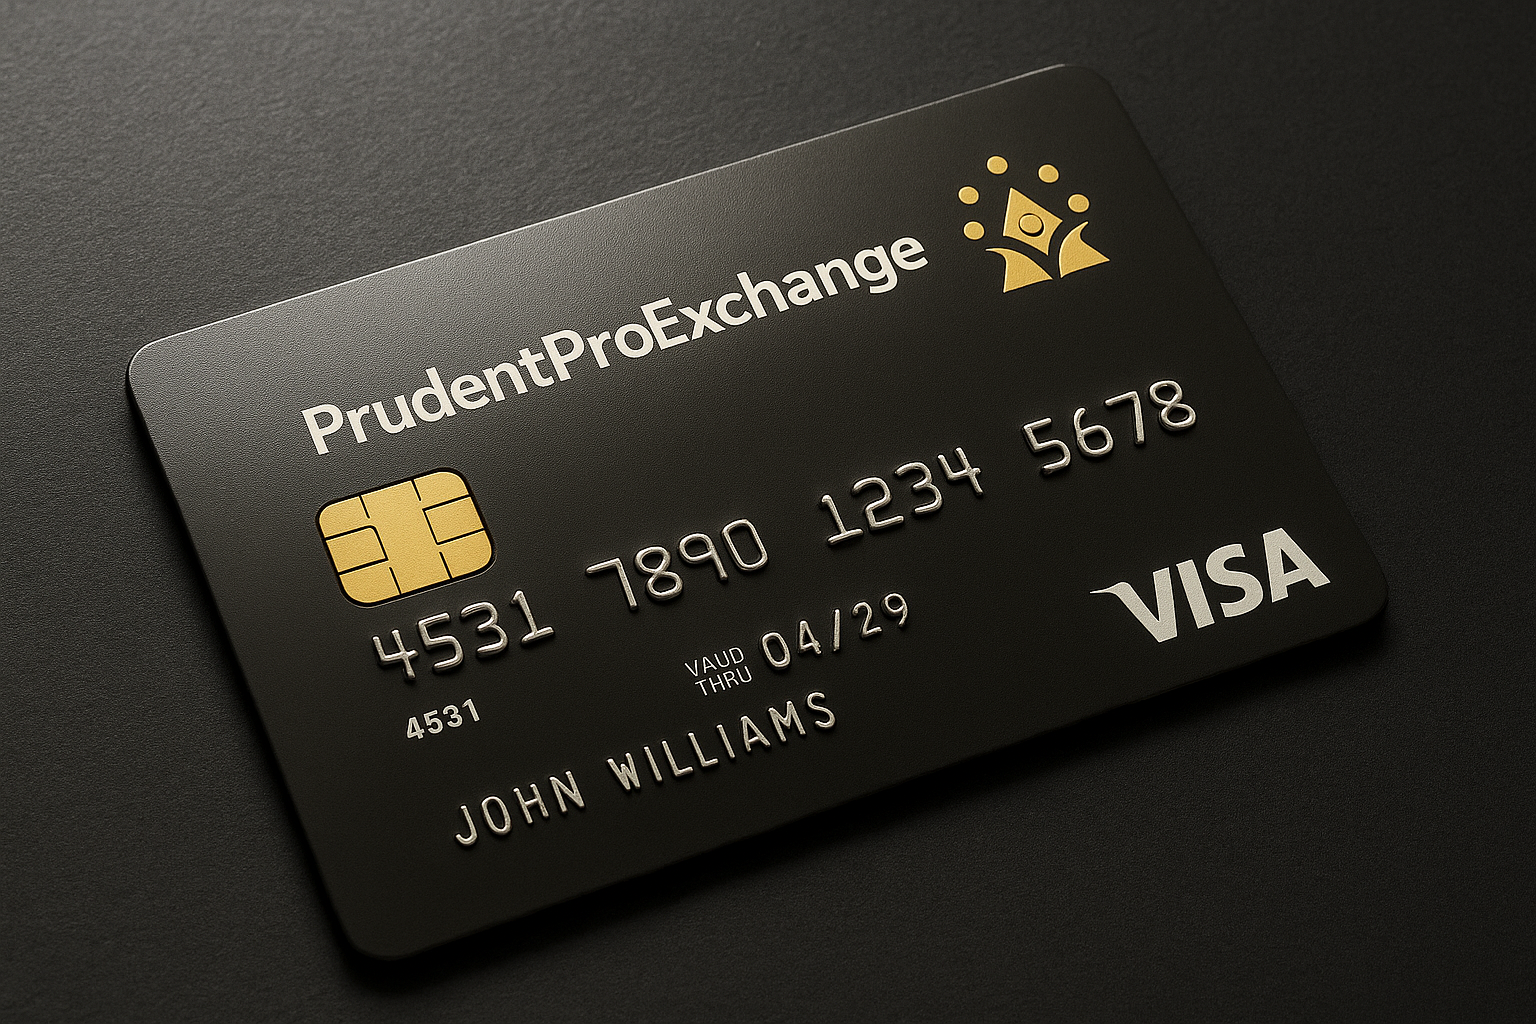 PrudentProExchange
4531 7890 1234 5678
4531
VAUD
THRU
04/29
VISA
JOHN WILLIAMS